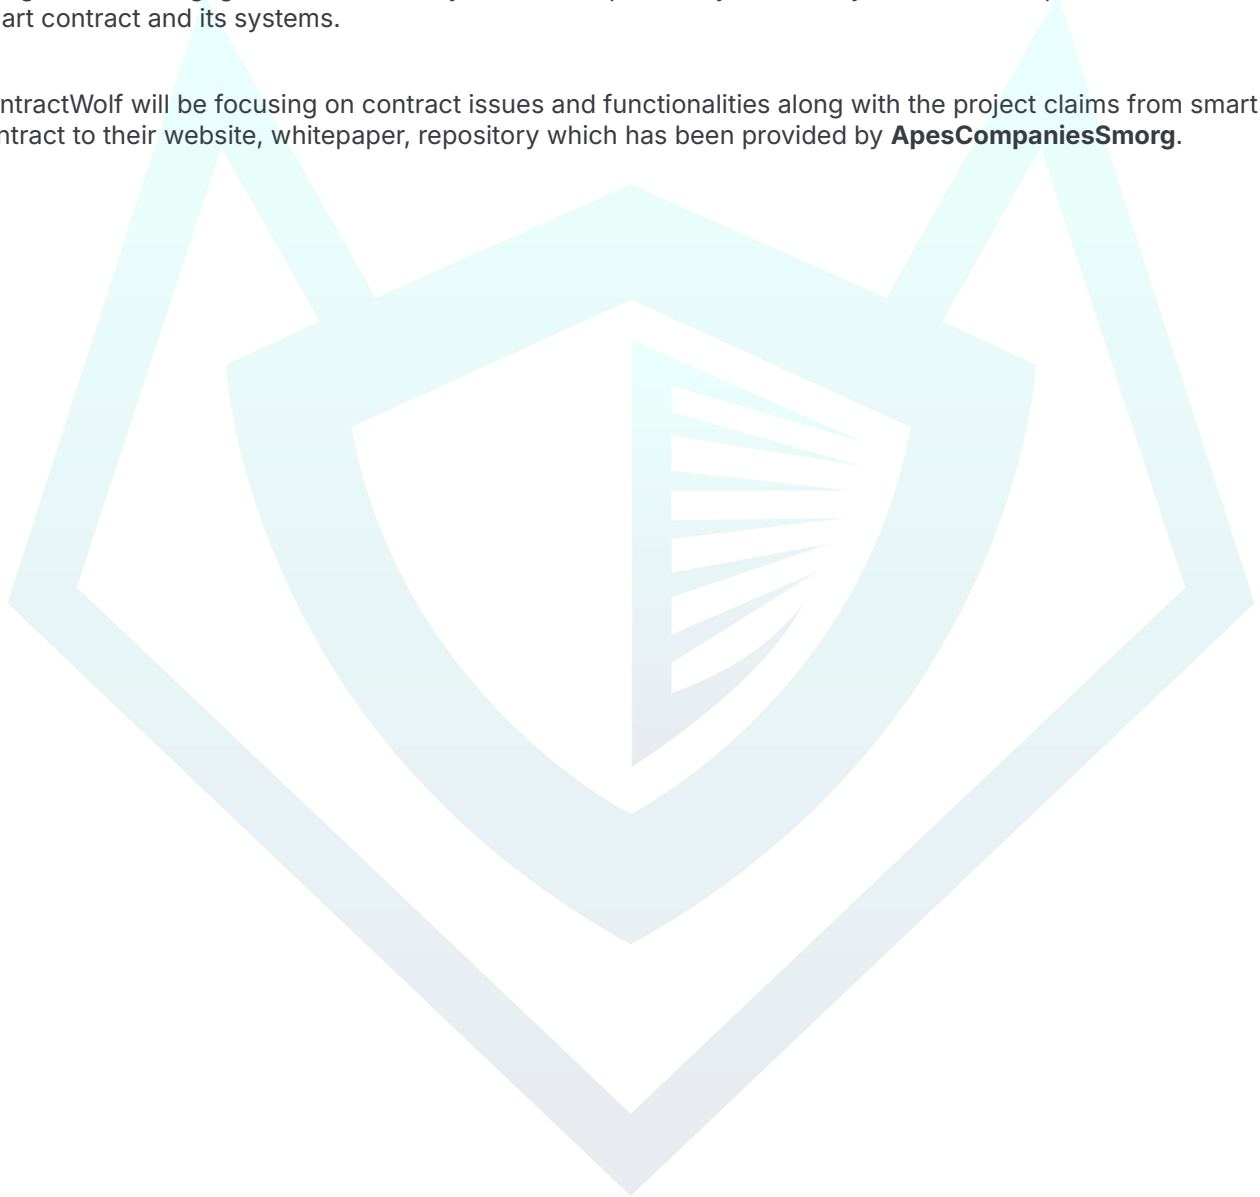 art contract and its systems.
ntractWolf will be focusing on contract issues and functionalities along with the project claims from smart
ntract to their website, whitepaper, repository which has been provided by ApesCompaniesSmorg.